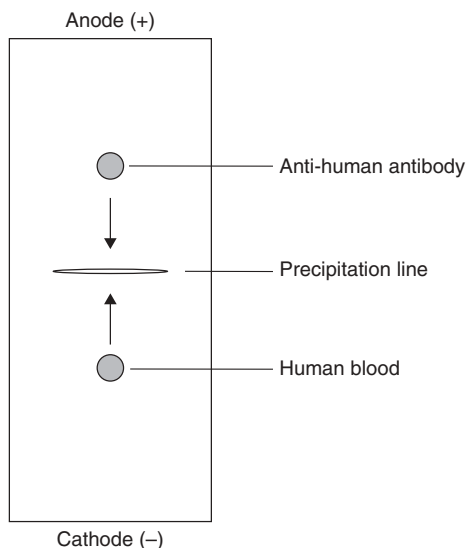 Anode (+)
Anti-human antibody
Precipitation line
Human blood
Cathode (–)